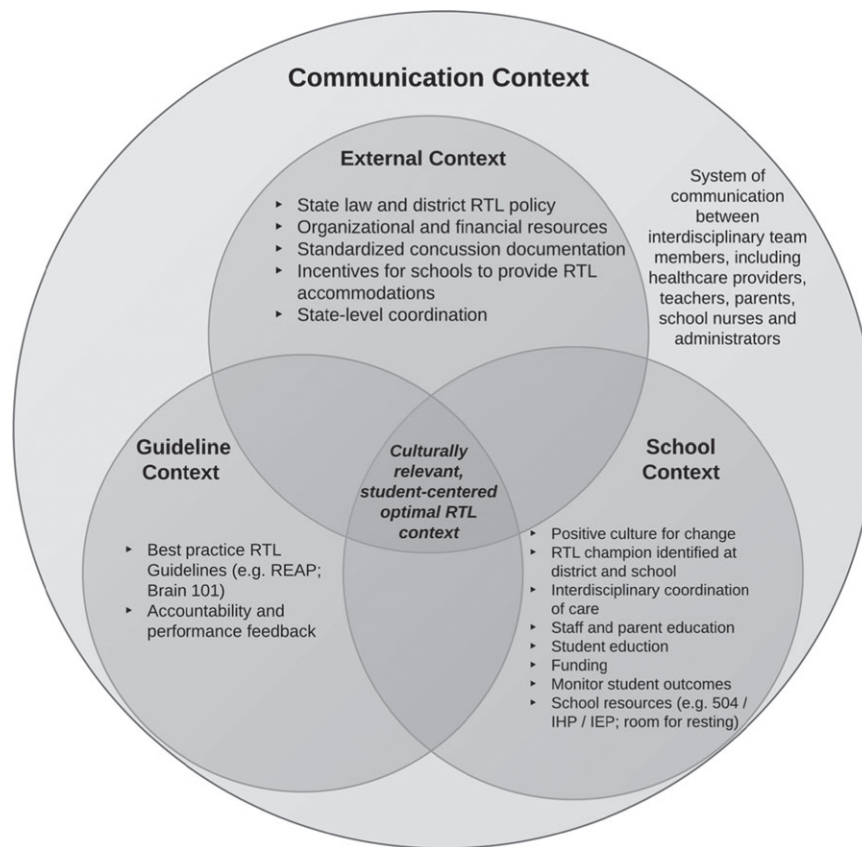 Communication Context
External Context
▸ State law and district RTL policy
▸ Organizational and financial resources
▸ Standardized concussion documentation
▸ Incentives for schools to provide RTL
accommodations
▸ State-level coordination
System of
communication
between
interdisciplinary team
members, including
healthcare providers,
teachers, parents,
school nurses and
administrators
Guideline
Context
▸ Best practice RTL
Guidelines (e.g. REAP;
Brain 101)
▸ Accountability and
performance feedback
Culturally
relevant,
student-centered
optimal RTL
context
School
Context
▸ Positive culture for change
▸ RTL champion identified at
district and school
▸ Interdisciplinary coordination
of care
▸ Staff and parent education
▸ Student eduction
▸ Funding
▸ Monitor student outcomes
▸ School resources (e.g. 504 /
IHP / IEP; room for resting)